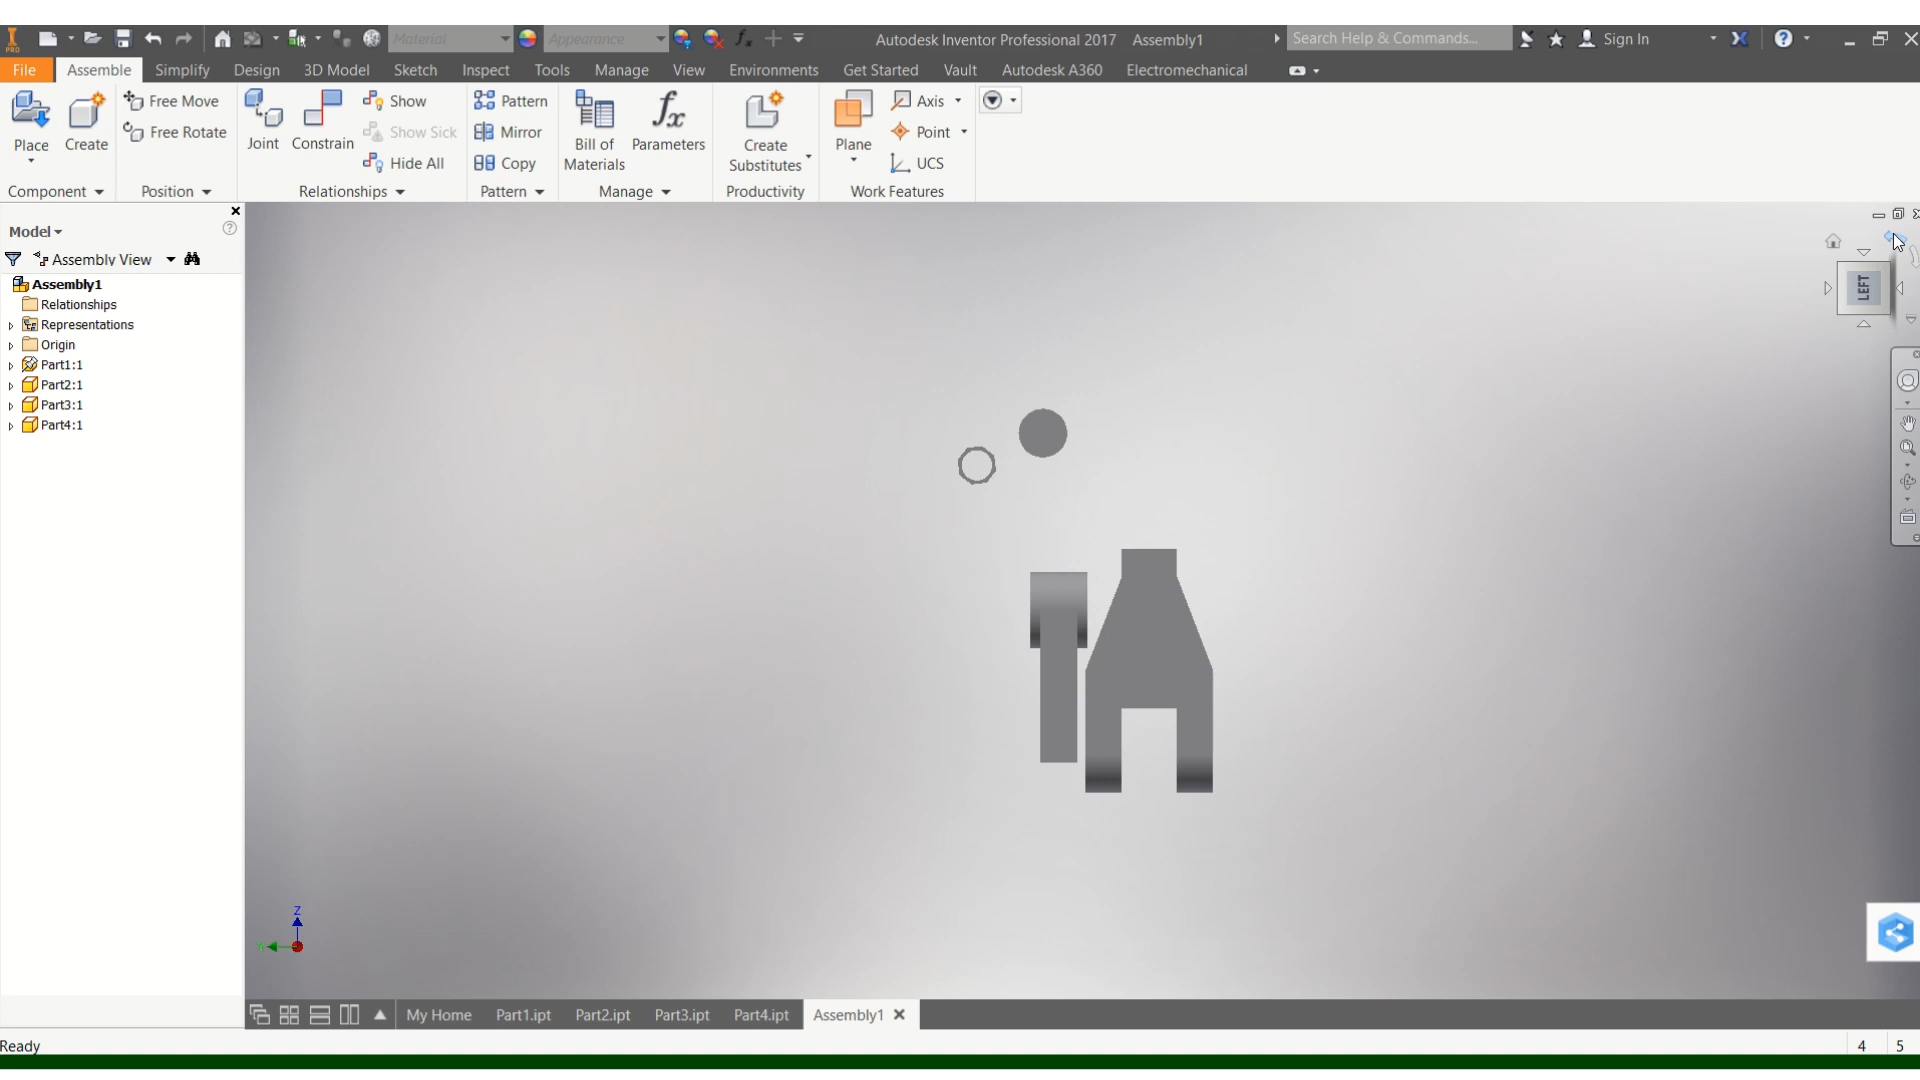 PRO
Material
Appearance
Autodesk Inventor Professional 2017 Assembly1
Search Help & Commands...
Sign In
File Assemble Simplify Design 3D Model Sketch Inspect Tools Manage View Environments Get Started Vault Autodesk A360 Electromechanical
Place
Create
Free Move
Free Rotate
Joint
Constrain
Show
Show Sick
Hide All
Pattern
Mirror
Copy
Bill of
Materials
fx
Parameters
Create
Substitutes
Plane
Axis
Point
UCS
Component Position Relationships Pattern Manage Productivity Work Features
Model
Assembly View
Assembly1
Relationships
Representations
Origin
Part1:1
Part2:1
Part3:1
Part4:1
LEFT
Z
Y
My Home Part1.ipt Part2.ipt Part3.ipt Part4.ipt Assembly1
Ready
4 5